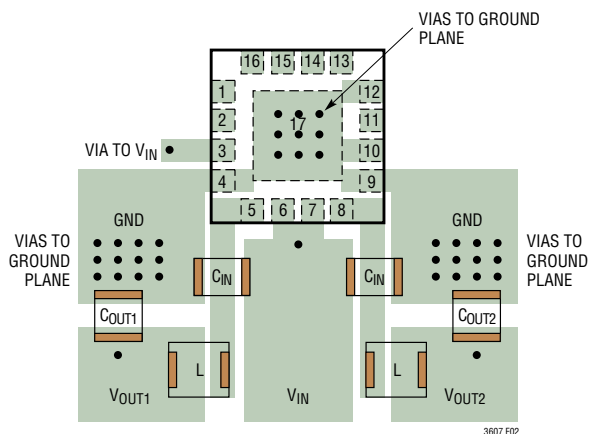 VIAS TO GROUND
PLANE
16 15 14 13
1
2
3
4
12
11
10
9
17
VIA TO VIN
5 6 7 8
GND
GND
VIAS TO
GROUND
PLANE
VIAS TO
GROUND
PLANE
CIN
CIN
COUT1
COUT2
L
L
VOUT1
VIN
VOUT2
3607 F02